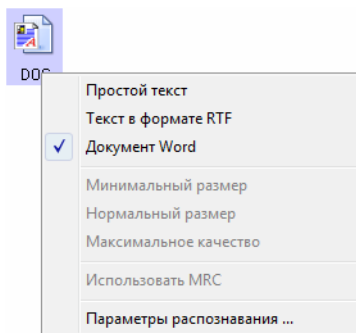 DOC
Простой текст
Текст в формате RTF
Документ Word
Минимальный размер
Нормальный размер
Максимальное качество
Использовать MRC
Параметры распознавания ...